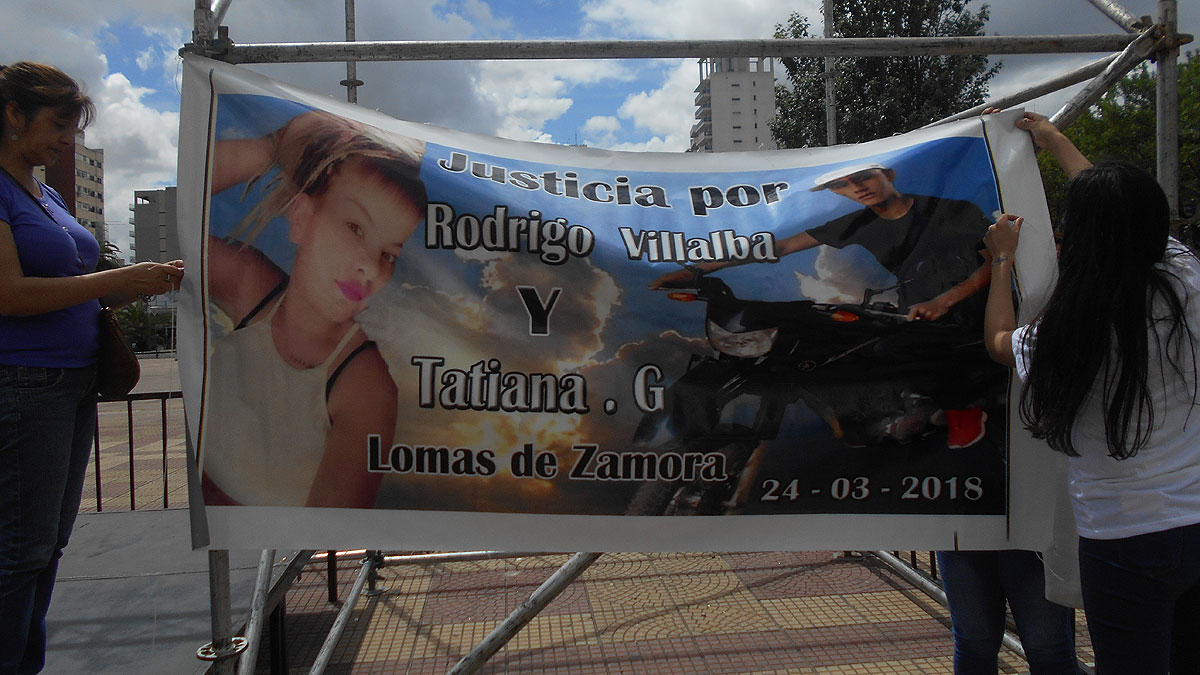 Justicia por
Rodrigo Villalba
Y
Tatiana . G
Lomas de Zamora
24 - 03 - 2018